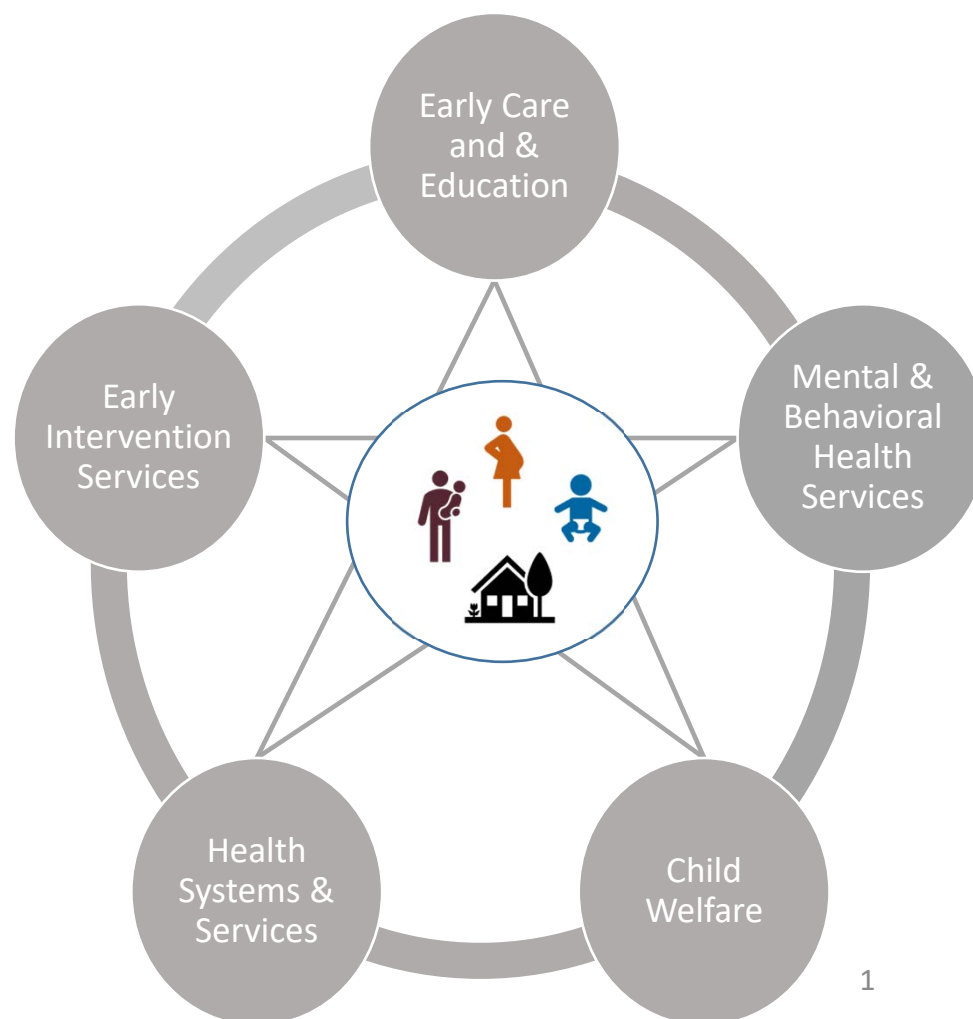 Early Care
and &
Education
Mental &
Behavioral
Health
Services
Child
Welfare
Health
Systems &
Services
Early
Intervention
Services
1